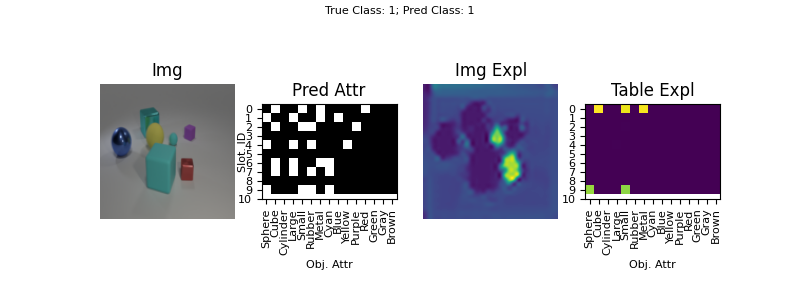 True Class: 1; Pred Class: 1
Img
Pred Attr
Img Expl
Table Expl
Slot. ID
0
1
2
3
4
5
6
7
8
9
10
Sphere
Cube
Cylinder
Large
Small
Rubber
Metal
Cyan
Blue
Yellow
Purple
Red
Green
Gray
Brown
Obj. Attr
0
1
2
3
4
5
6
7
8
9
10
Sphere
Cube
Cylinder
Large
Small
Rubber
Metal
Cyan
Blue
Yellow
Purple
Red
Green
Gray
Brown
Obj. Attr